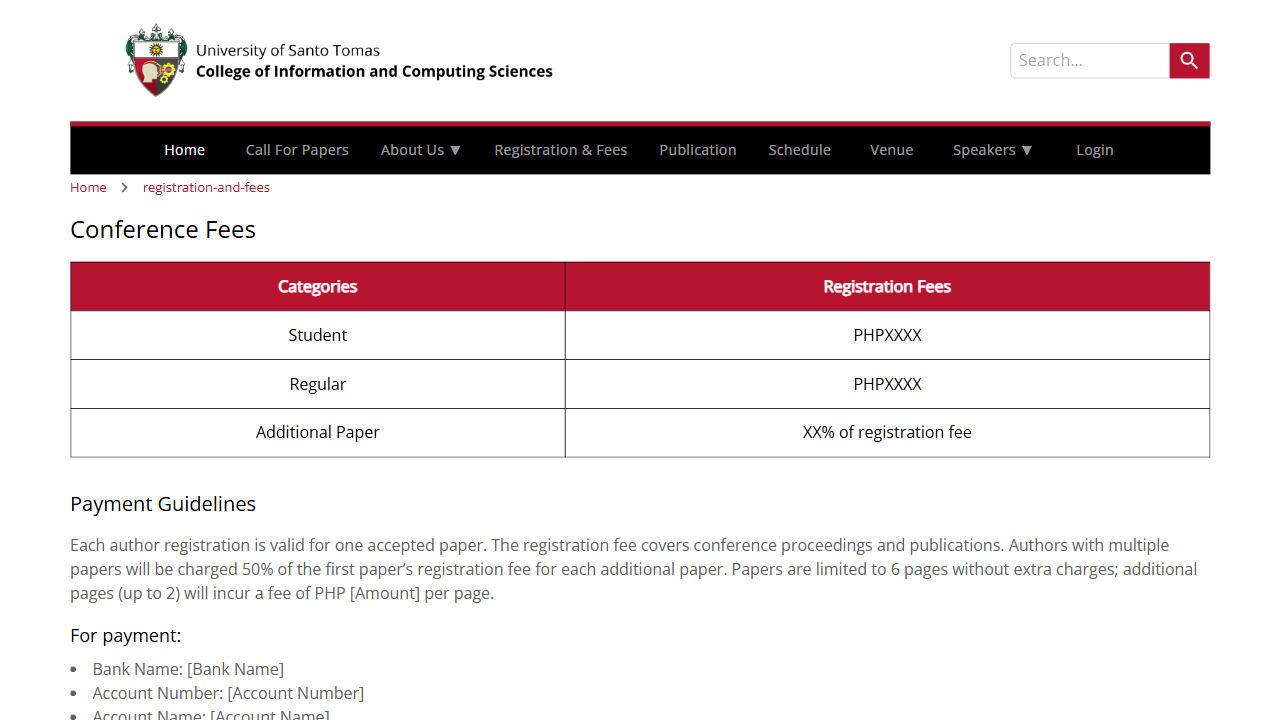 University of Santo Tomas
College of Information and Computing Sciences
Search...
Home Call For Papers About Us ▼ Registration & Fees Publication Schedule Venue Speakers ▼ Login
Home > registration-and-fees
Conference Fees
Categories Registration Fees
Student PHPXXXX
Regular PHPXXXX
Additional Paper XX% of registration fee
Payment Guidelines
Each author registration is valid for one accepted paper. The registration fee covers conference proceedings and publications. Authors with multiple
papers will be charged 50% of the first paper’s registration fee for each additional paper. Papers are limited to 6 pages without extra charges; additional
pages (up to 2) will incur a fee of PHP [Amount] per page.
For payment:
• Bank Name: [Bank Name]
• Account Number: [Account Number]
• Account Name: [Account Name]